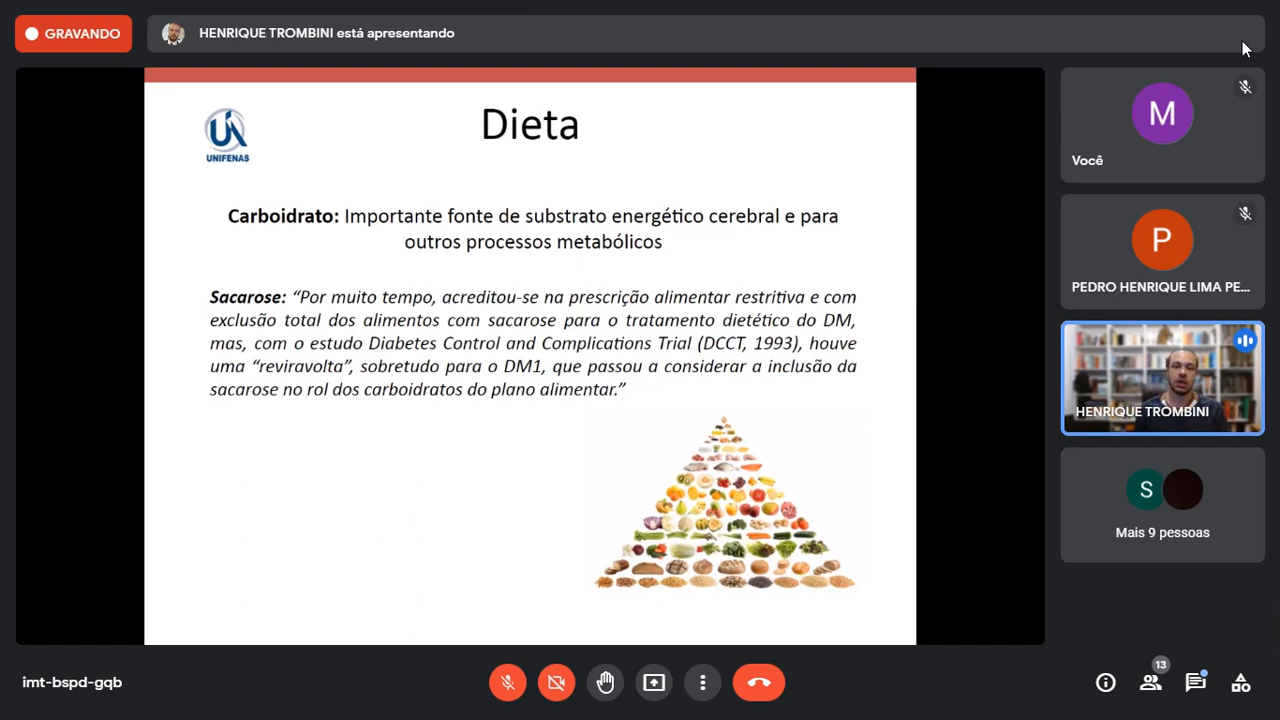 GRAVANDO
HENRIQUE TROMBINI está apresentando
UNIFENAS
Dieta
Carboidrato: Importante fonte de substrato energético cerebral e para
outros processos metabólicos
Sacarose: “Por muito tempo, acreditou-se na prescrição alimentar restritiva e com
exclusão total dos alimentos com sacarose para o tratamento dietético do DM,
mas, com o estudo Diabetes Control and Complications Trial (DCCT, 1993), houve
uma “reviravolta”, sobretudo para o DM1, que passou a considerar a inclusão da
sacarose no rol dos carboidratos do plano alimentar.”
M
Você
P
PEDRO HENRIQUE LIMA PE...
HENRIQUE TROMBINI
S
Mais 9 pessoas
imt-bspd-gqb
13